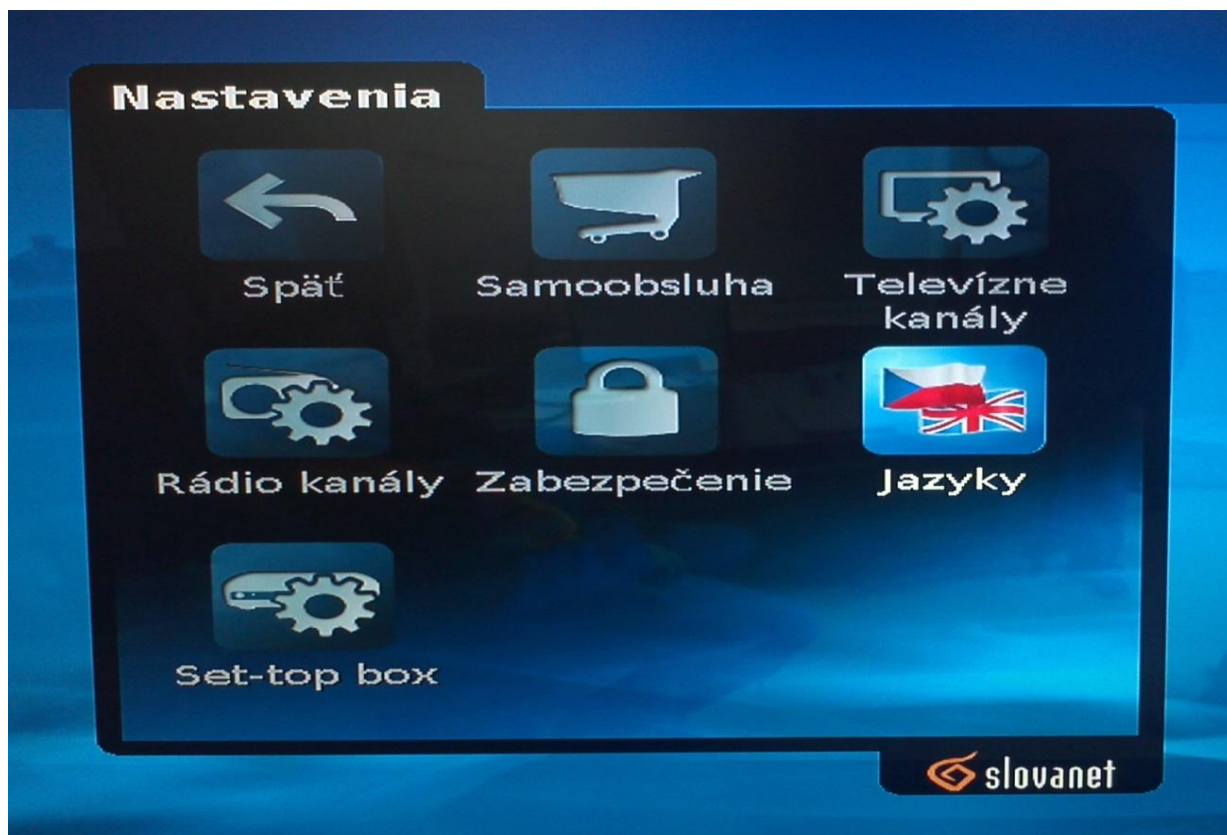 Nastavenia
Späť
Samoobsluha
Televízne
kanály
Rádio kanály
Zabezpečenie
Jazyky
Set-top box
slovanet